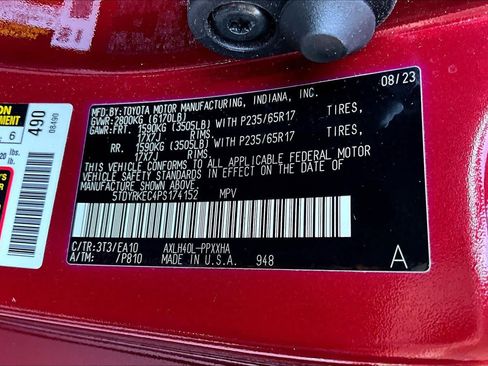 08/23
MFD.BY:TOYOTA MOTOR MANUFACTURING, INDIANA, INC.
GVWR:2800KG (6170LB)
GAWR:FRT. 1590KG (3505LB) WITH P235/65R17 TIRES,
17X7J RIMS,
RR. 1590KG (3505LB) WITH P235/65R17 TIRES,
17X7J RIMS.
THIS VEHICLE CONFORMS TO ALL APPLICABLE FEDERAL MOTOR
VEHICLE SAFETY STANDARDS IN EFFECT ON THE DATE OF
MANUFACTURE SHOWN ABOVE.
5TDYRKEC4PS174152 MPV
C/TR:3T3/EA10 AXLH40L-PPXXHA
A/TM: /P810 MADE IN U.S.A. 948
A
6
490
08490